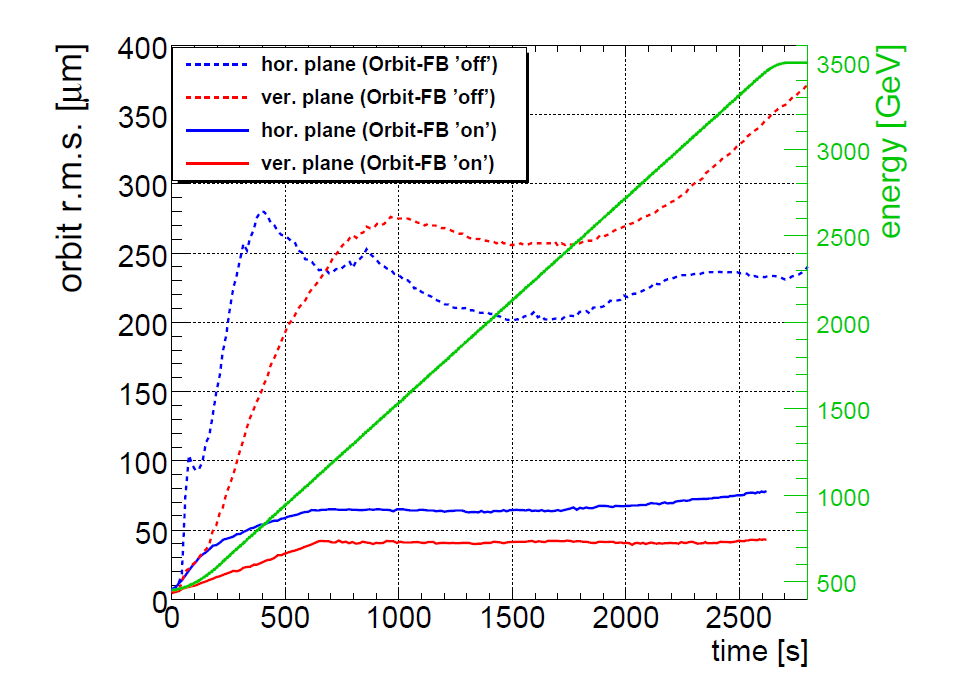 orbit r.m.s. [μm]
400
350
300
250
200
150
100
50
0
hor. plane (Orbit-FB 'off')
ver. plane (Orbit-FB 'off')
hor. plane (Orbit-FB 'on')
ver. plane (Orbit-FB 'on')
energy [GeV]
3500
3000
2500
2000
1500
1000
500
0 500 1000 1500 2000 2500
time [s]